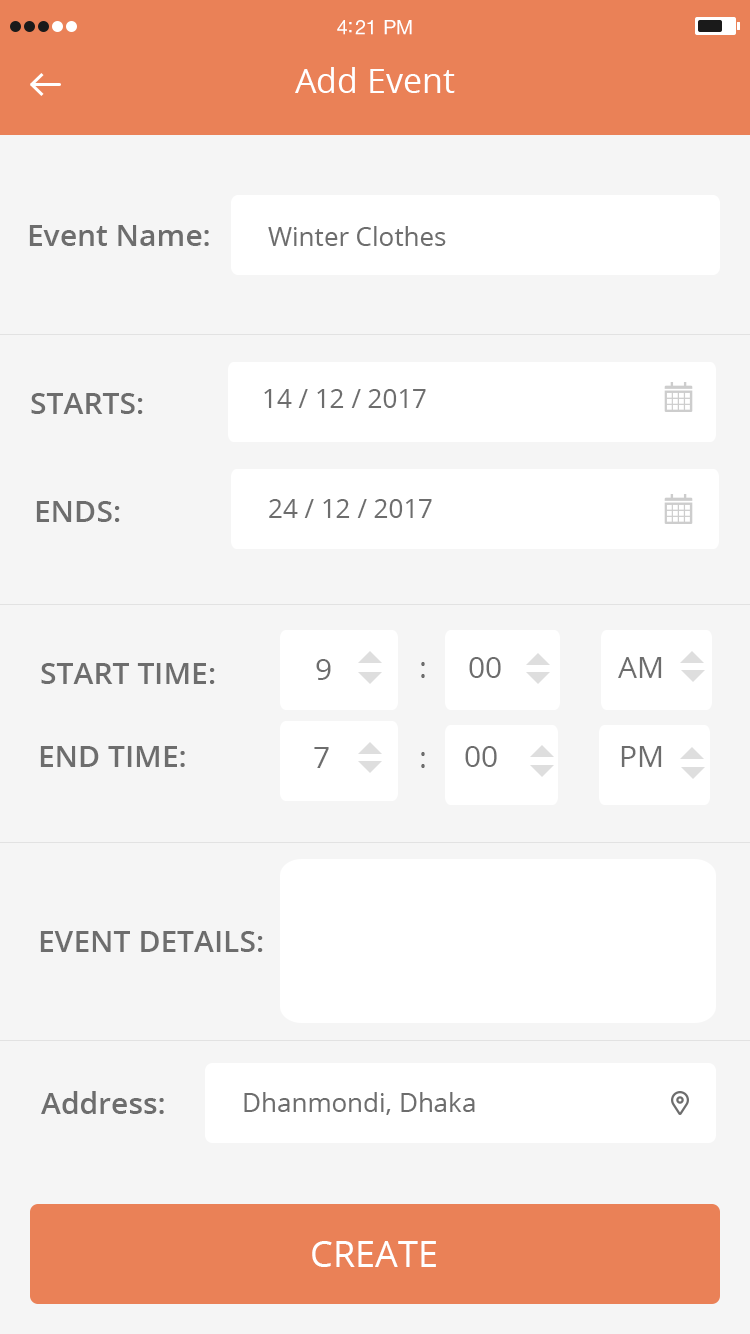 4:21 PM
Add Event
Event Name: Winter Clothes
STARTS: 14 / 12 / 2017
ENDS: 24 / 12 / 2017
START TIME: 9 : 00 AM
END TIME: 7 : 00 PM
EVENT DETAILS:
Address: Dhanmondi, Dhaka
CREATE